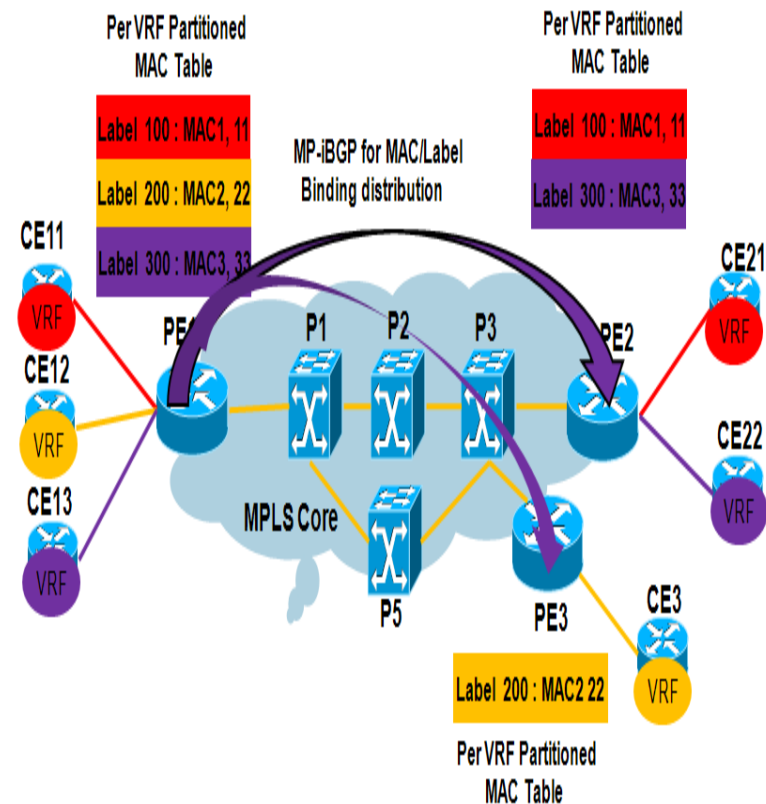 Per VRF Partitioned
MAC Table
Per VRF Partitioned
MAC Table
Label 100 : MAC1, 11
Label 200 : MAC2, 22
Label 300 : MAC3, 33
MP-iBGP for MAC/Label
Binding distribution
Label 100 : MAC1, 11
Label 300 : MAC3, 33
CE11
VRF
CE12
VRF
CE13
VRF
PE1
P1
P2
P3
PE2
CE21
VRF
CE22
VRF
MPLS Core
P5
PE3
CE3
VRF
Label 200 : MAC2 22
Per VRF Partitioned
MAC Table